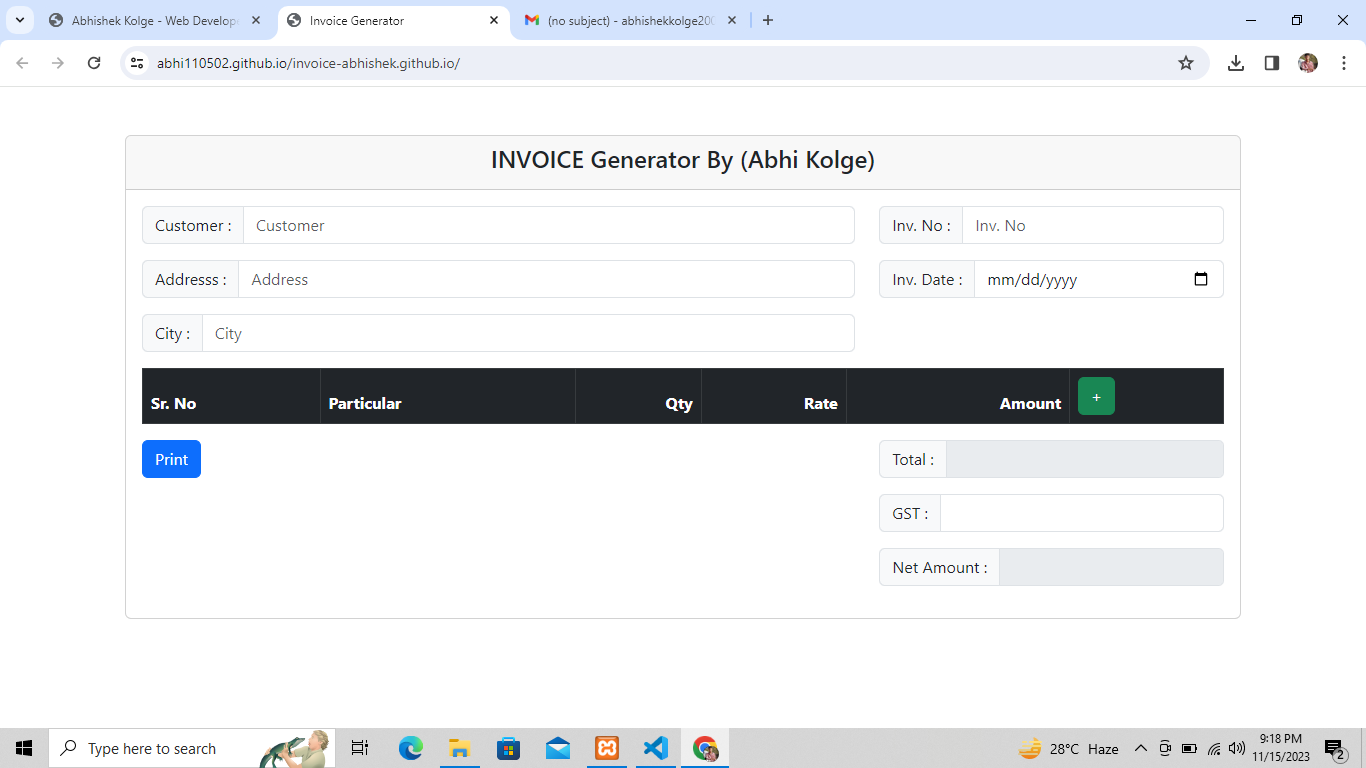 Abhishek Kolge - Web Develope
Invoice Generator
(no subject) - abhishekkolge200
abhi110502.github.io/invoice-abhishek.github.io/
INVOICE Generator By (Abhi Kolge)
Customer : Customer
Inv. No : Inv. No
Addresss : Address
Inv. Date : mm/dd/yyyy
City : City
Sr. No Particular Qty Rate Amount +
Print
Total :
GST :
Net Amount :
Type here to search
28°C Haze
9:18 PM
11/15/2023
2